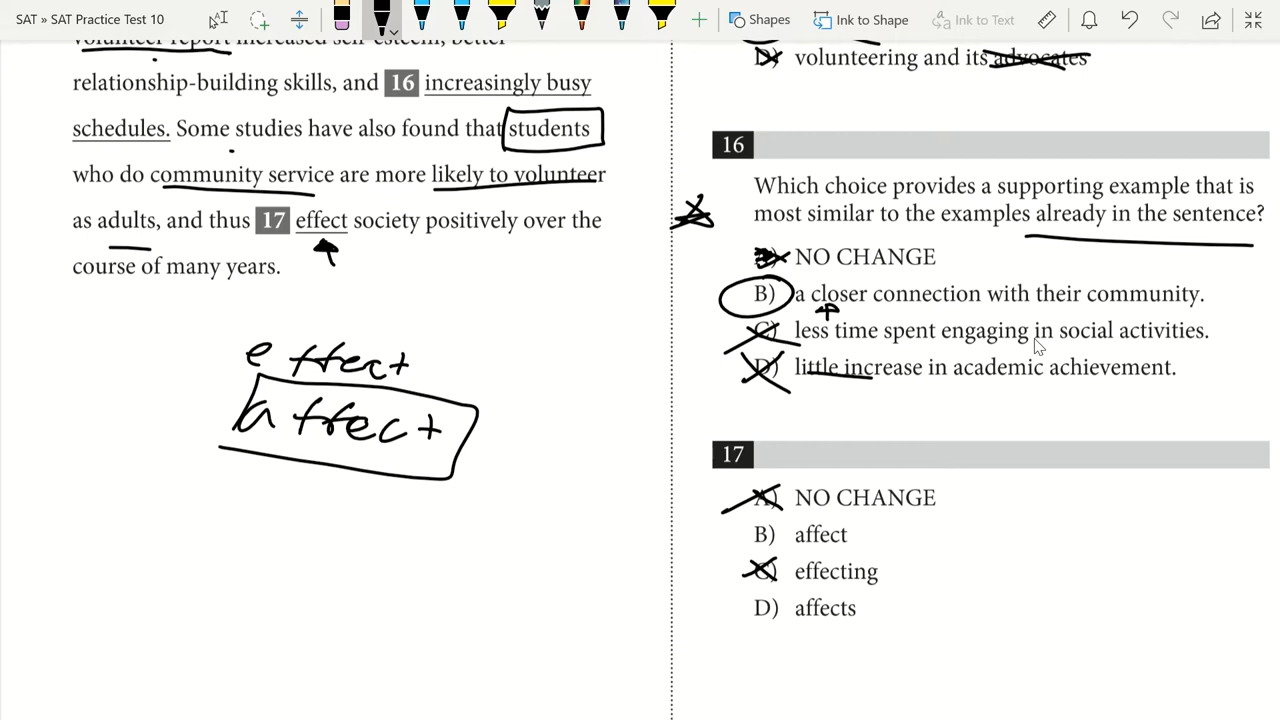 SAT » SAT Practice Test 10
Shapes
Ink to Shape
Ink to Text
volunteer report increased self-esteem, better
relationship-building skills, and 16 increasingly busy
schedules. Some studies have also found that students
who do community service are more likely to volunteer
as adults, and thus 17 effect society positively over the
course of many years.
effect
affect
D) volunteering and its advocates
16
Which choice provides a supporting example that is
most similar to the examples already in the sentence?
A) NO CHANGE
B) a closer connection with their community.
C) less time spent engaging in social activities.
D) little increase in academic achievement.
17
A) NO CHANGE
B) affect
C) effecting
D) affects